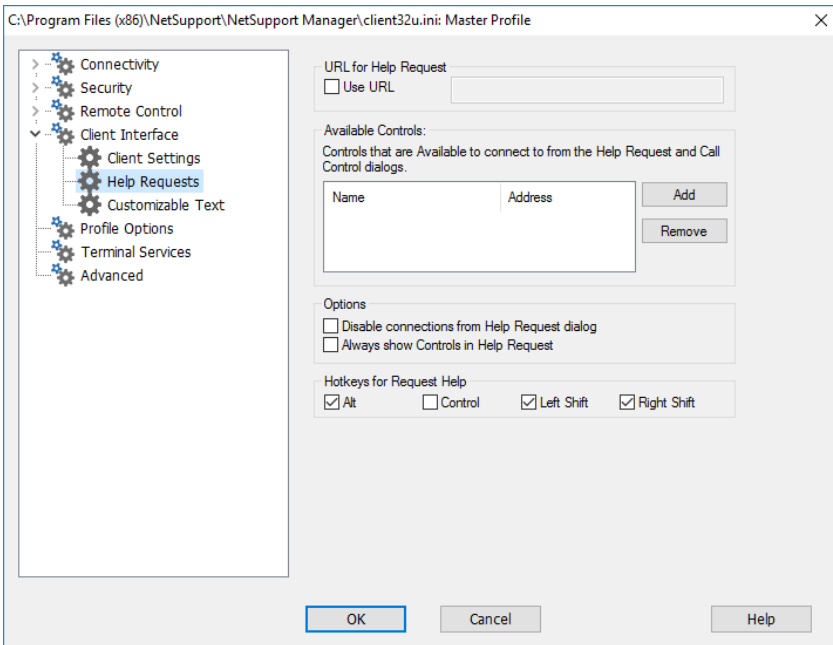 C:\Program Files (x86)\NetSupport\NetSupport Manager\client32u.ini: Master Profile
Connectivity
Security
Remote Control
Client Interface
Client Settings
Help Requests
Customizable Text
Profile Options
Terminal Services
Advanced
URL for Help Request
Use URL
Available Controls:
Controls that are Available to connect to from the Help Request and Call
Control dialogs.
Name Address
Add
Remove
Options
Disable connections from Help Request dialog
Always show Controls in Help Request
Hotkeys for Request Help
Alt Control Left Shift Right Shift
OK Cancel Help